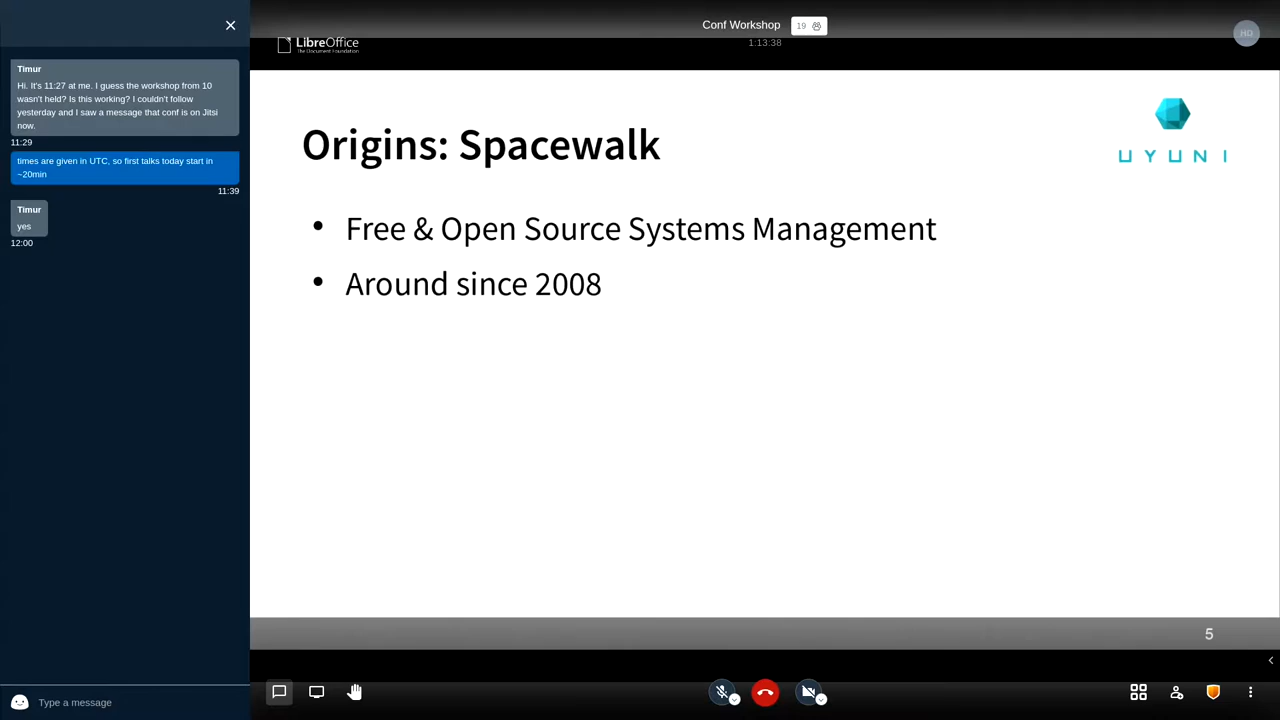 Conf Workshop
19
1:13:38
HD
LibreOffice
The Document Foundation
Timur
Hi. It's 11:27 at me. I guess the workshop from 10
wasn't held? Is this working? I couldn't follow
yesterday and I saw a message that conf is on Jitsi
now.
11:29
times are given in UTC, so first talks today start in
~20min
11:39
Timur
yes
12:00
Type a message
Origins: Spacewalk
UYUNI
• Free & Open Source Systems Management
• Around since 2008
5